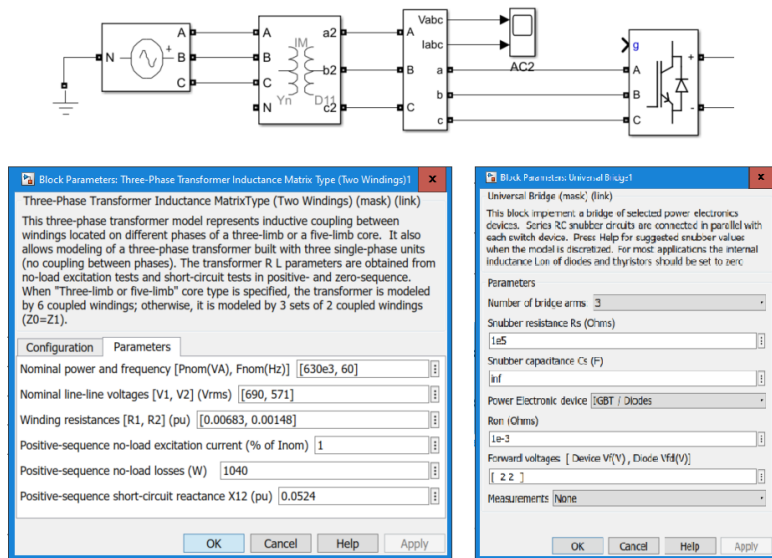 A
B
C
N
+
A
B
C
N
IM
Yn
D11
a2
b2
c2
A
B
C
Vabc
Iabc
a
b
c
AC2
g
A
B
C
+
-
Block Parameters: Three-Phase Transformer Inductance Matrix Type (Two Windings)1
x
Three-Phase Transformer Inductance MatrixType (Two Windings) (mask) (link)
This three-phase transformer model represents inductive coupling between
windings located on different phases of a three-limb or a five-limb core. It also
allows modeling of a three-phase transformer built with three single-phase units
(no coupling between phases). The transformer R L parameters are obtained from
no-load excitation tests and short-circuit tests in positive- and zero-sequence.
When "Three-limb or five-limb" core type is specified, the transformer is modeled
by 6 coupled windings; otherwise, it is modeled by 3 sets of 2 coupled windings
(Z0=Z1).
Configuration Parameters
Nominal power and frequency [Pnom(VA), Fnom(Hz)] [630e3, 60]
Nominal line-line voltages [V1, V2] (Vrms) [690, 571]
Winding resistances [R1, R2] (pu) [0.00683, 0.00148]
Positive-sequence no-load excitation current (% of Inom) 1
Positive-sequence no-load losses (W) 1040
Positive-sequence short-circuit reactance X12 (pu) 0.0524
OK Cancel Help Apply
Block Parameters: Universal Bridge1
x
Universal Bridge (mask) (link)
This block implement a bridge of selected power electronics
devices. Series RC snubber circuits are connected in parallel with
each switch device. Press Help for suggested snubber values
when the model is discretized. For most applications the internal
inductance Lon of diodes and thyristors should be set to zero
Parameters
Number of bridge arms 3
Snubber resistance Rs (Ohms)
1e5
Snubber capacitance Cs (F)
inf
Power Electronic device IGBT / Diodes
Ron (Ohms)
1e-3
Forward voltages [ Device Vf(V) , Diode Vfd(V)]
[ 2 2 ]
Measurements None
OK Cancel Help Apply